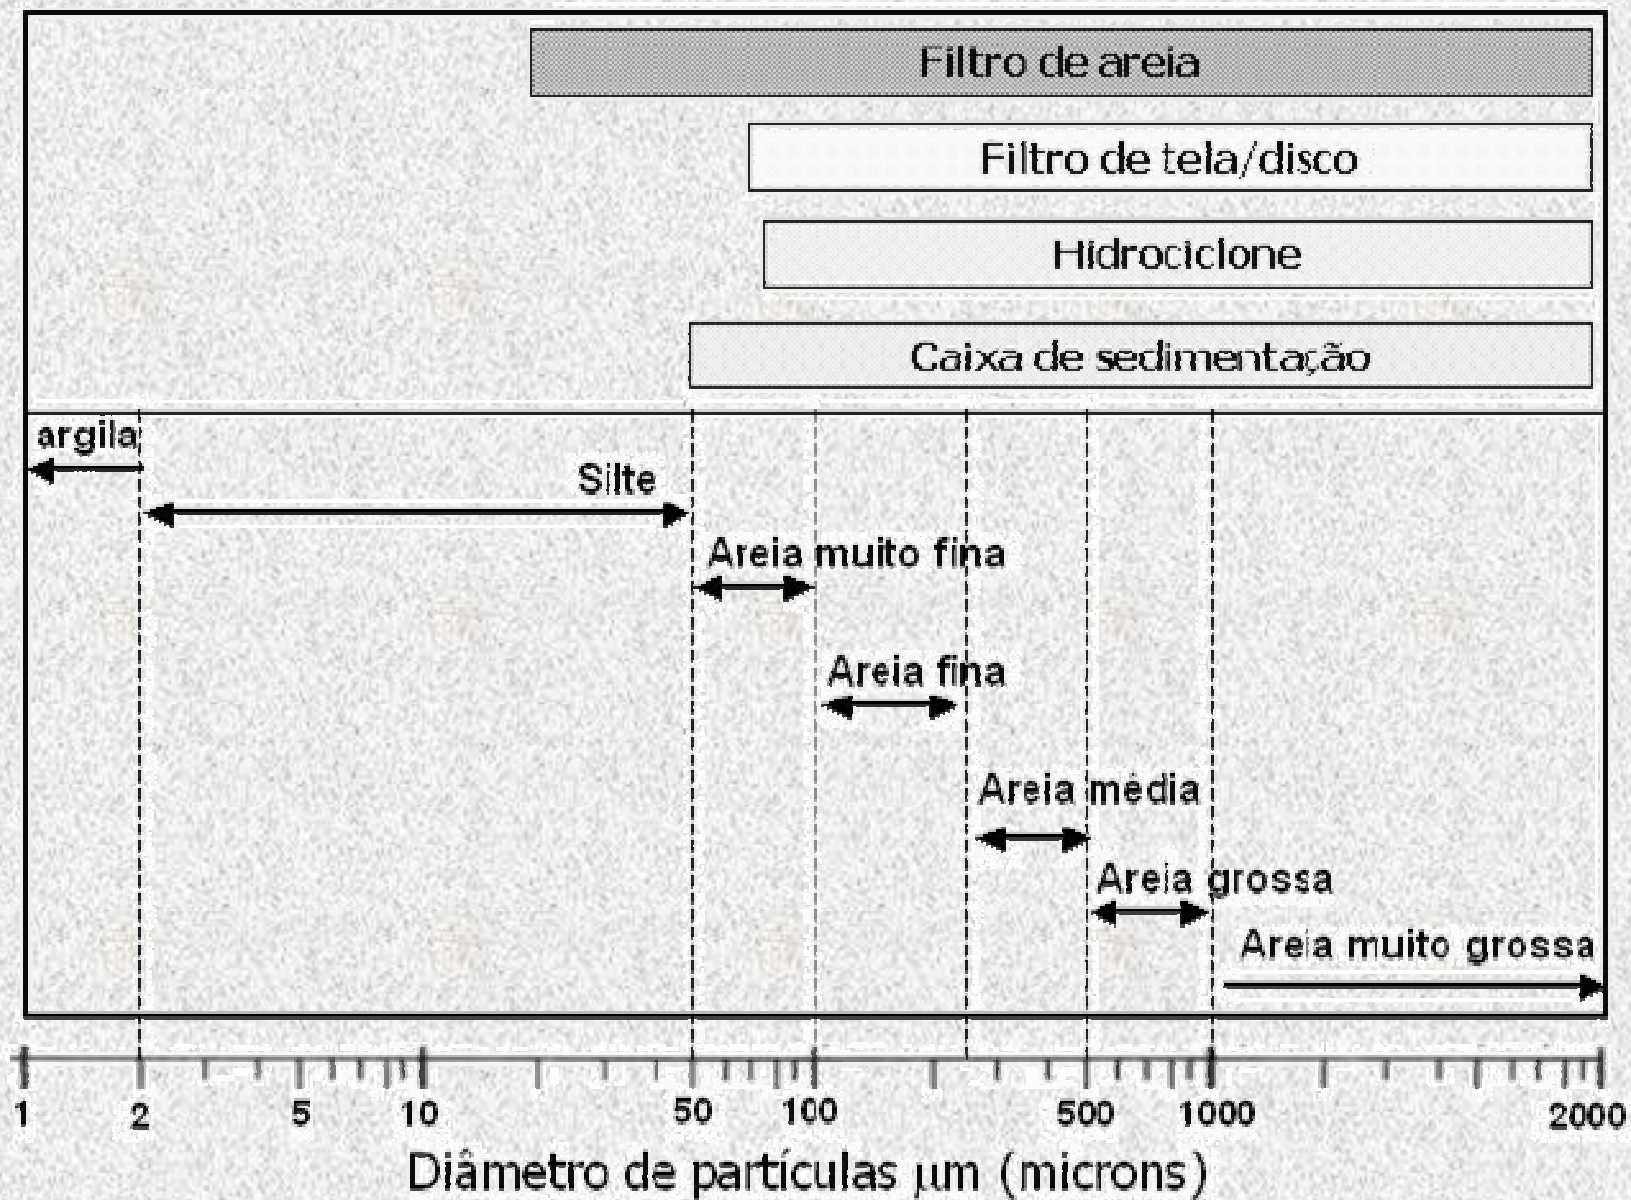 Filtro de areia
Filtro de tela/disco
Hidrociclone
Caixa de sedimentação
argila
Silte
Areia muito fina
Areia fina
Areia média
Areia grossa
Areia muito grossa
1 2 5 10 50 100 500 1000 2000
Diâmetro de partículas µm (microns)